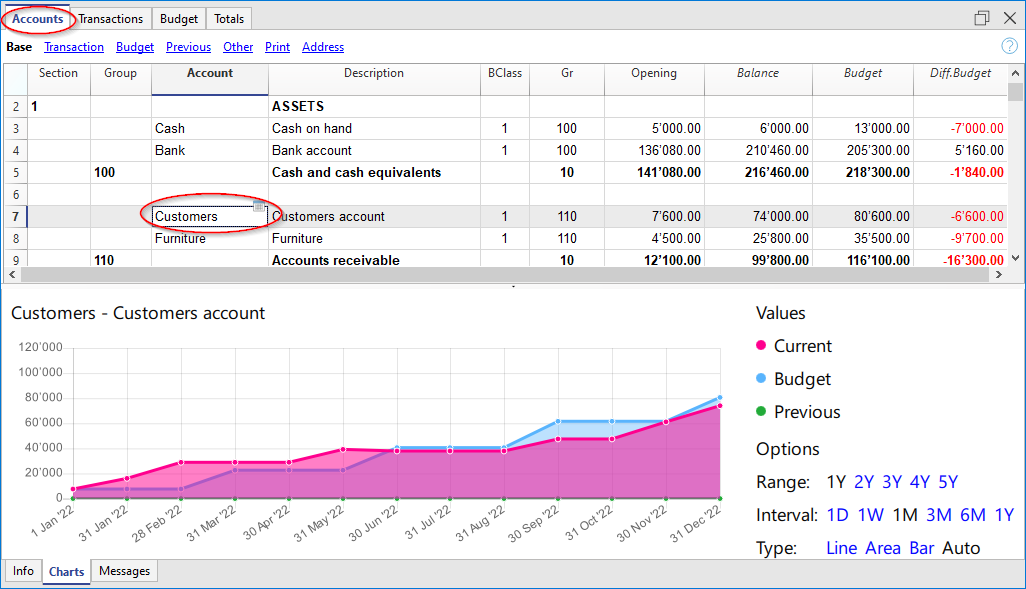 Accounts Transactions Budget Totals
Base Transaction Budget Previous Other Print Address ?
Section Group Account Description BClass Gr Opening Balance Budget Diff.Budget
2 1 ASSETS
3 Cash Cash on hand 1 100 5’000.00 6’000.00 13’000.00 -7’000.00
4 Bank Bank account 1 100 136’080.00 210’460.00 205’300.00 5’160.00
5 100 Cash and cash equivalents 10 141’080.00 216’460.00 218’300.00 -1’840.00
6
7 Customers Customers account 1 110 7’600.00 74’000.00 80’600.00 -6’600.00
8 Furniture Furniture 1 110 4’500.00 25’800.00 35’500.00 -9’700.00
9 110 Accounts receivable 10 12’100.00 99’800.00 116’100.00 -16’300.00
Customers - Customers account
120’000
100’000
80’000
60’000
40’000
20’000
0
1 Jan '22 31 Jan '22 28 Feb '22 31 Mar '22 30 Apr '22 31 May '22 30 Jun '22 31 Jul '22 31 Aug '22 30 Sep '22 31 Oct '22 30 Nov '22 31 Dec '22
Values
Current
Budget
Previous
Options
Range: 1Y 2Y 3Y 4Y 5Y
Interval: 1D 1W 1M 3M 6M 1Y
Type: Line Area Bar Auto
Info Charts Messages